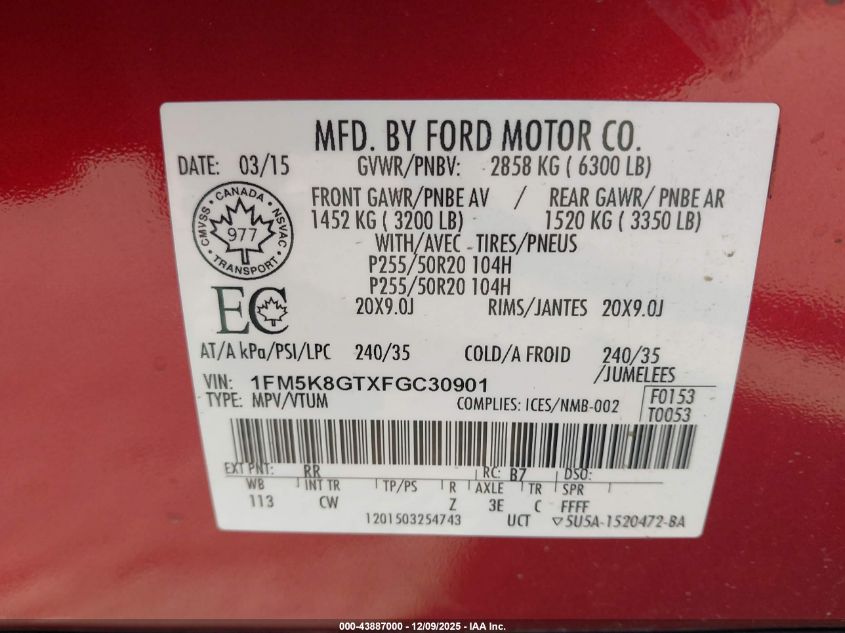 MFD. BY FORD MOTOR CO.
DATE: 03/15 GVWR/PNBV: 2858 KG ( 6300 LB)
FRONT GAWR/PNBE AV / REAR GAWR/ PNBE AR
1452 KG ( 3200 LB) 1520 KG ( 3350 LB)
WITH/AVEC - TIRES/PNEUS
P255/50R20 104H
P255/50R20 104H
20X9.0J RIMS/JANTES 20X9.0J
CANADA
CMVSS NSVAC
977
TRANSPORT
EC
AT/A kPa/PSI/LPC 240/35 COLD/A FROID 240/35
/JUMELEES
VIN: 1FM5K8GTXFGC30901
TYPE: MPV/VTUM COMPLIES: ICES/NMB-002
F0153
T0053
EXT PNT: RR RC: B7 DSO:
WB INT TR TP/PS R AXLE TR SPR
113 CW Z 3E C FFFF
1201503254743 UCT ▽5U5A-1520472-BA
000-43887000 - 12/09/2025 - IAA Inc.